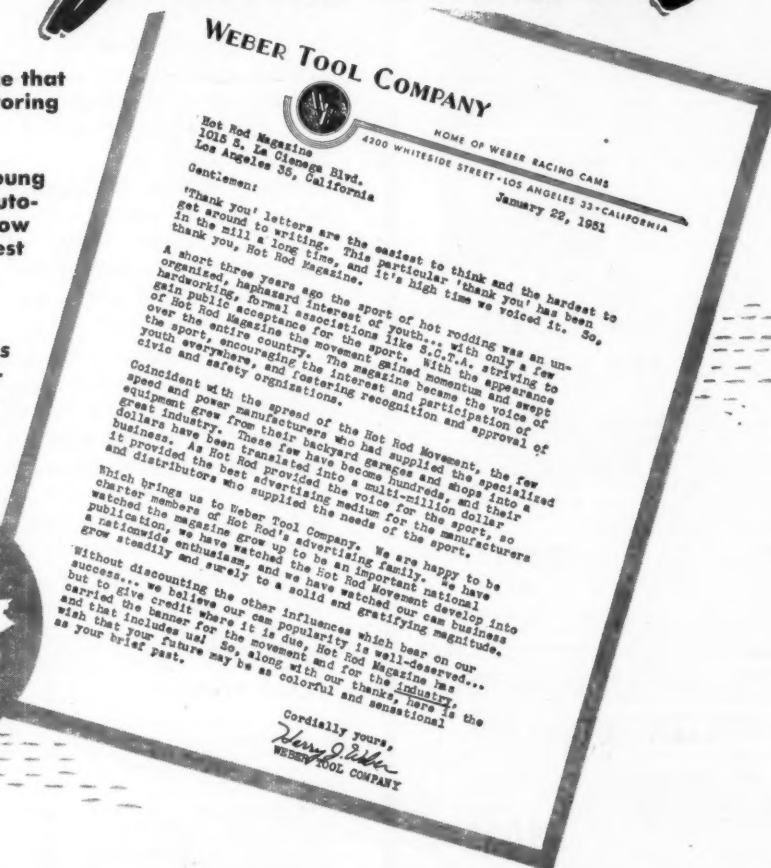 e that
oring
oung
uto-
ow
est
s
WEBER TOOL COMPANY
HOME OF WEBER RACING CAMS
4200 WHITESIDE STREET • LOS ANGELES 33 • CALIFORNIA
January 22, 1951
Hot Rod Magazine
1015 S. La Cienega Blvd.
Los Angeles 35, California
Gentlemen:
'Thank you' letters are the easiest to think and the hardest to
get around to writing. This particular 'thank you' has been
in the mill a long time, and it's high time we voiced it. So,
thank you, Hot Rod Magazine.
A short three years ago the sport of hot rodding was an un-
organized, haphazard interest of youth... with only a few
hardworking, formal associations like S.C.T.A. striving to
gain public acceptance for the sport. With the appearance
of Hot Rod Magazine the movement gained momentum and swept
over the entire country. The magazine became the voice of
the sport, encouraging the interest and participation of
youth everywhere, and fostering recognition and approval of
civic and safety orgnizations.
Coincident with the spread of the Hot Rod Movement, the few
speed and power manufacturers who had supplied the specialized
equipment grew from their backyard garages and shops into a
great industry. These few have become hundreds, and their
dollars have been translated into a multi-million dollar
business. As Hot Rod provided the voice for the sport, so
it provided the best advertising medium for the manufacturers
and distributors who supplied the needs of the sport.
Which brings us to Weber Tool Company. We are happy to be
charter members of Hot Rod's advertising family. We have
watched the magazine grow up to be an important national
publication, we have watched the Hot Rod Movement develop into
a nationwide enthusiasm, and we have watched our cam business
grow steadily and surely to a solid and gratifying magnitude.
Without discounting the other influences which bear on our
success... we believe our cam popularity is well-deserved...
but to give credit where it is due, Hot Rod Magazine has
carried the banner for the movement and for the industry,
and that includes us! So, along with our thanks, here is the
wish that your future may be as colorful and sensational
as your brief past.
Cordially yours,
Harry J. Weber
WEBER TOOL COMPANY